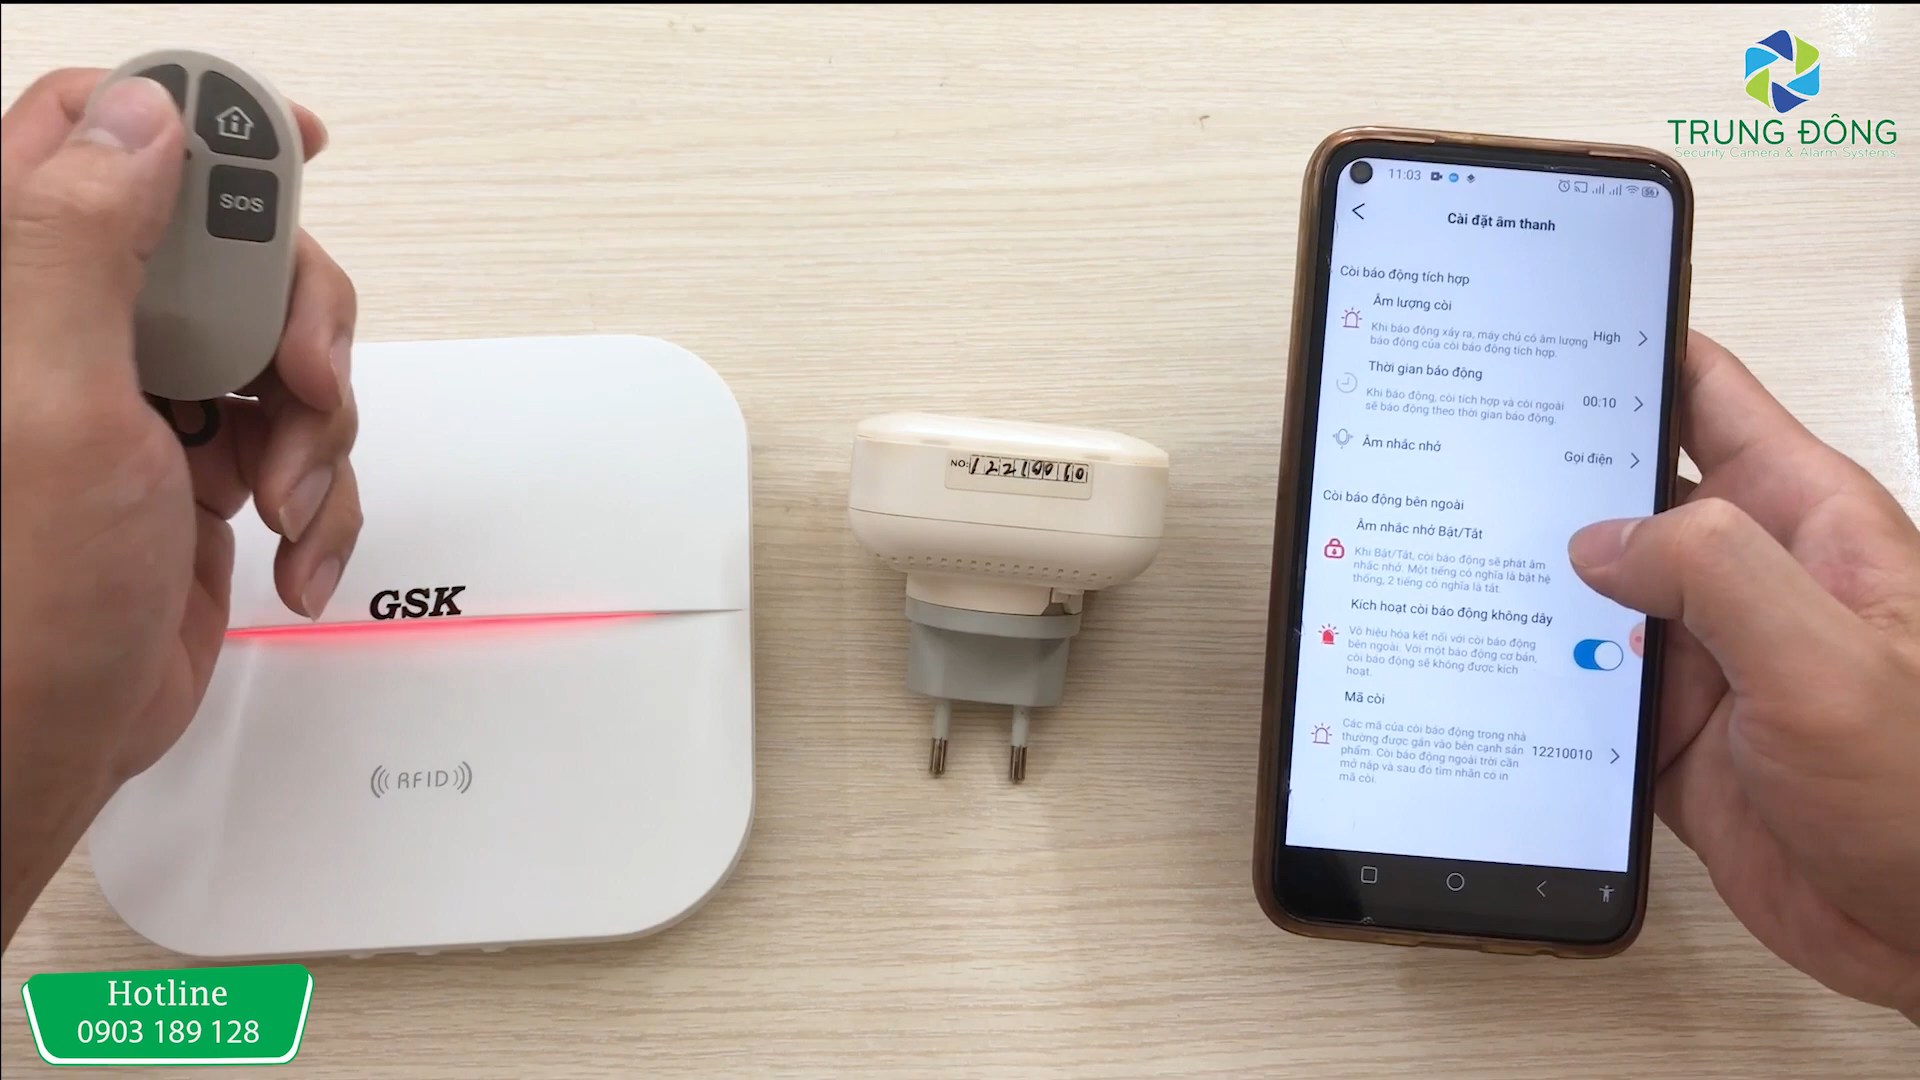 TRUNG ĐÔNG
Security Camera & Alarm Systems
SOS
GSK
RFID
NO: 12210010
11:03
56
Cài đặt âm thanh
Còi báo động tích hợp
Âm lượng còi
Khi báo động xảy ra, máy chủ có âm lượng
báo động của còi báo động tích hợp.
High
Thời gian báo động
Khi báo động, còi tích hợp và còi ngoài
sẽ báo động theo thời gian báo động.
00:10
Âm nhắc nhở
Gọi điện
Còi báo động bên ngoài
Âm nhắc nhở Bật/Tắt
Khi Bật/Tắt, còi báo động sẽ phát âm
nhắc nhở. Một tiếng có nghĩa là bật hệ
thống, 2 tiếng có nghĩa là tắt.
Kích hoạt còi báo động không dây
Vô hiệu hóa kết nối với còi báo động
bên ngoài. Với một báo động cơ bản,
còi báo động sẽ không được kích
hoạt.
Mã còi
Các mã của còi báo động trong nhà
thường được gắn vào bên cạnh sản
phẩm. Còi báo động ngoài trời cần
mở nắp và sau đó tìm nhãn có in
mã còi.
12210010
Hotline
0903 189 128